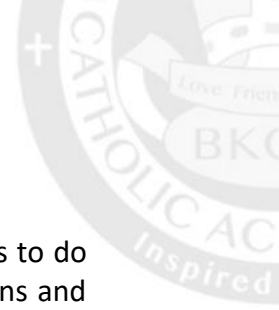 CATHOLIC AC
Love Frien
BKC
Inspired
s to do
ns and